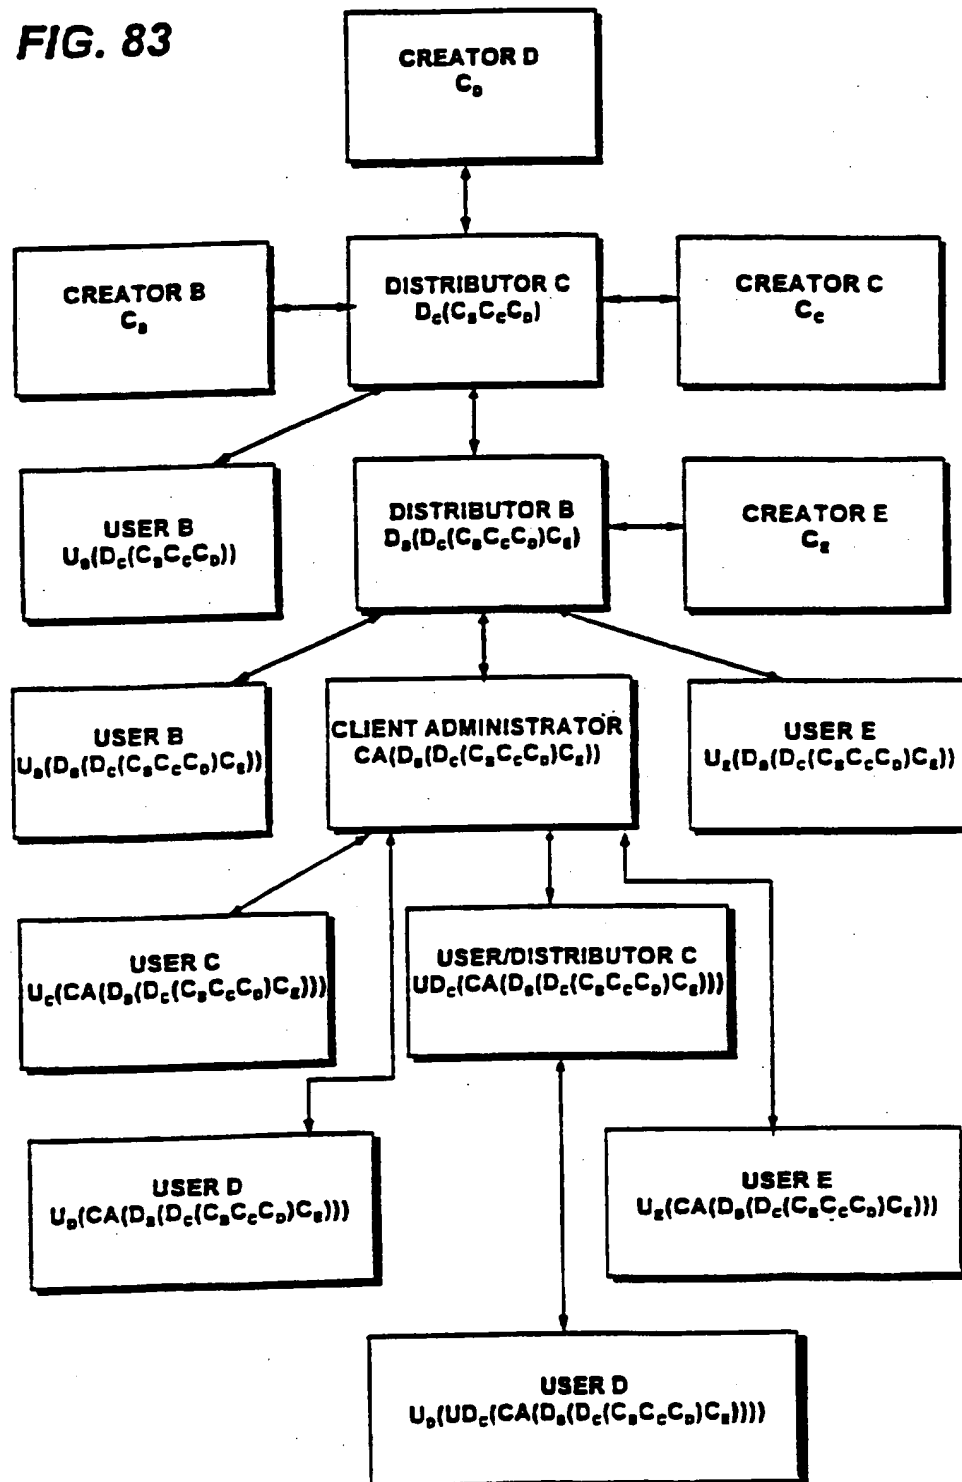 FIG. 83
CREATOR D
C_D
CREATOR B
C_B
DISTRIBUTOR C
D_C(C_BC_CC_D)
CREATOR C
C_C
USER B
U_B(D_C(C_BC_CC_D))
DISTRIBUTOR B
D_B(D_C(C_BC_CC_D)C_E)
CREATOR E
C_E
USER B
U_B(D_B(D_C(C_BC_CC_D)C_E))
CLIENT ADMINISTRATOR
CA(D_B(D_C(C_BC_CC_D)C_E))
USER E
U_E(D_B(D_C(C_BC_CC_D)C_E))
USER C
U_C(CA(D_B(D_C(C_BC_CC_D)C_E)))
USER/DISTRIBUTOR C
UD_C(CA(D_B(D_C(C_BC_CC_D)C_E)))
USER D
U_D(CA(D_B(D_C(C_BC_CC_D)C_E)))
USER E
U_E(CA(D_B(D_C(C_BC_CC_D)C_E)))
USER D
U_D(UD_C(CA(D_B(D_C(C_BC_CC_D)C_E))))